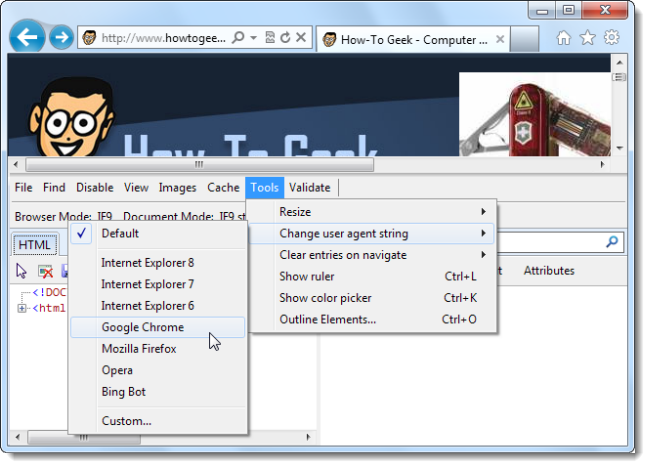 http://www.howtogee...
How-To Geek - Computer ...
How-To Geek
File Find Disable View Images Cache Tools Validate
Browser Mode: IE9 Document Mode: IE9 st
HTML
Attributes
<!DOC
<html
Resize
Change user agent string
Clear entries on navigate
Show ruler Ctrl+L
Show color picker Ctrl+K
Outline Elements... Ctrl+O
Default
Internet Explorer 8
Internet Explorer 7
Internet Explorer 6
Google Chrome
Mozilla Firefox
Opera
Bing Bot
Custom...